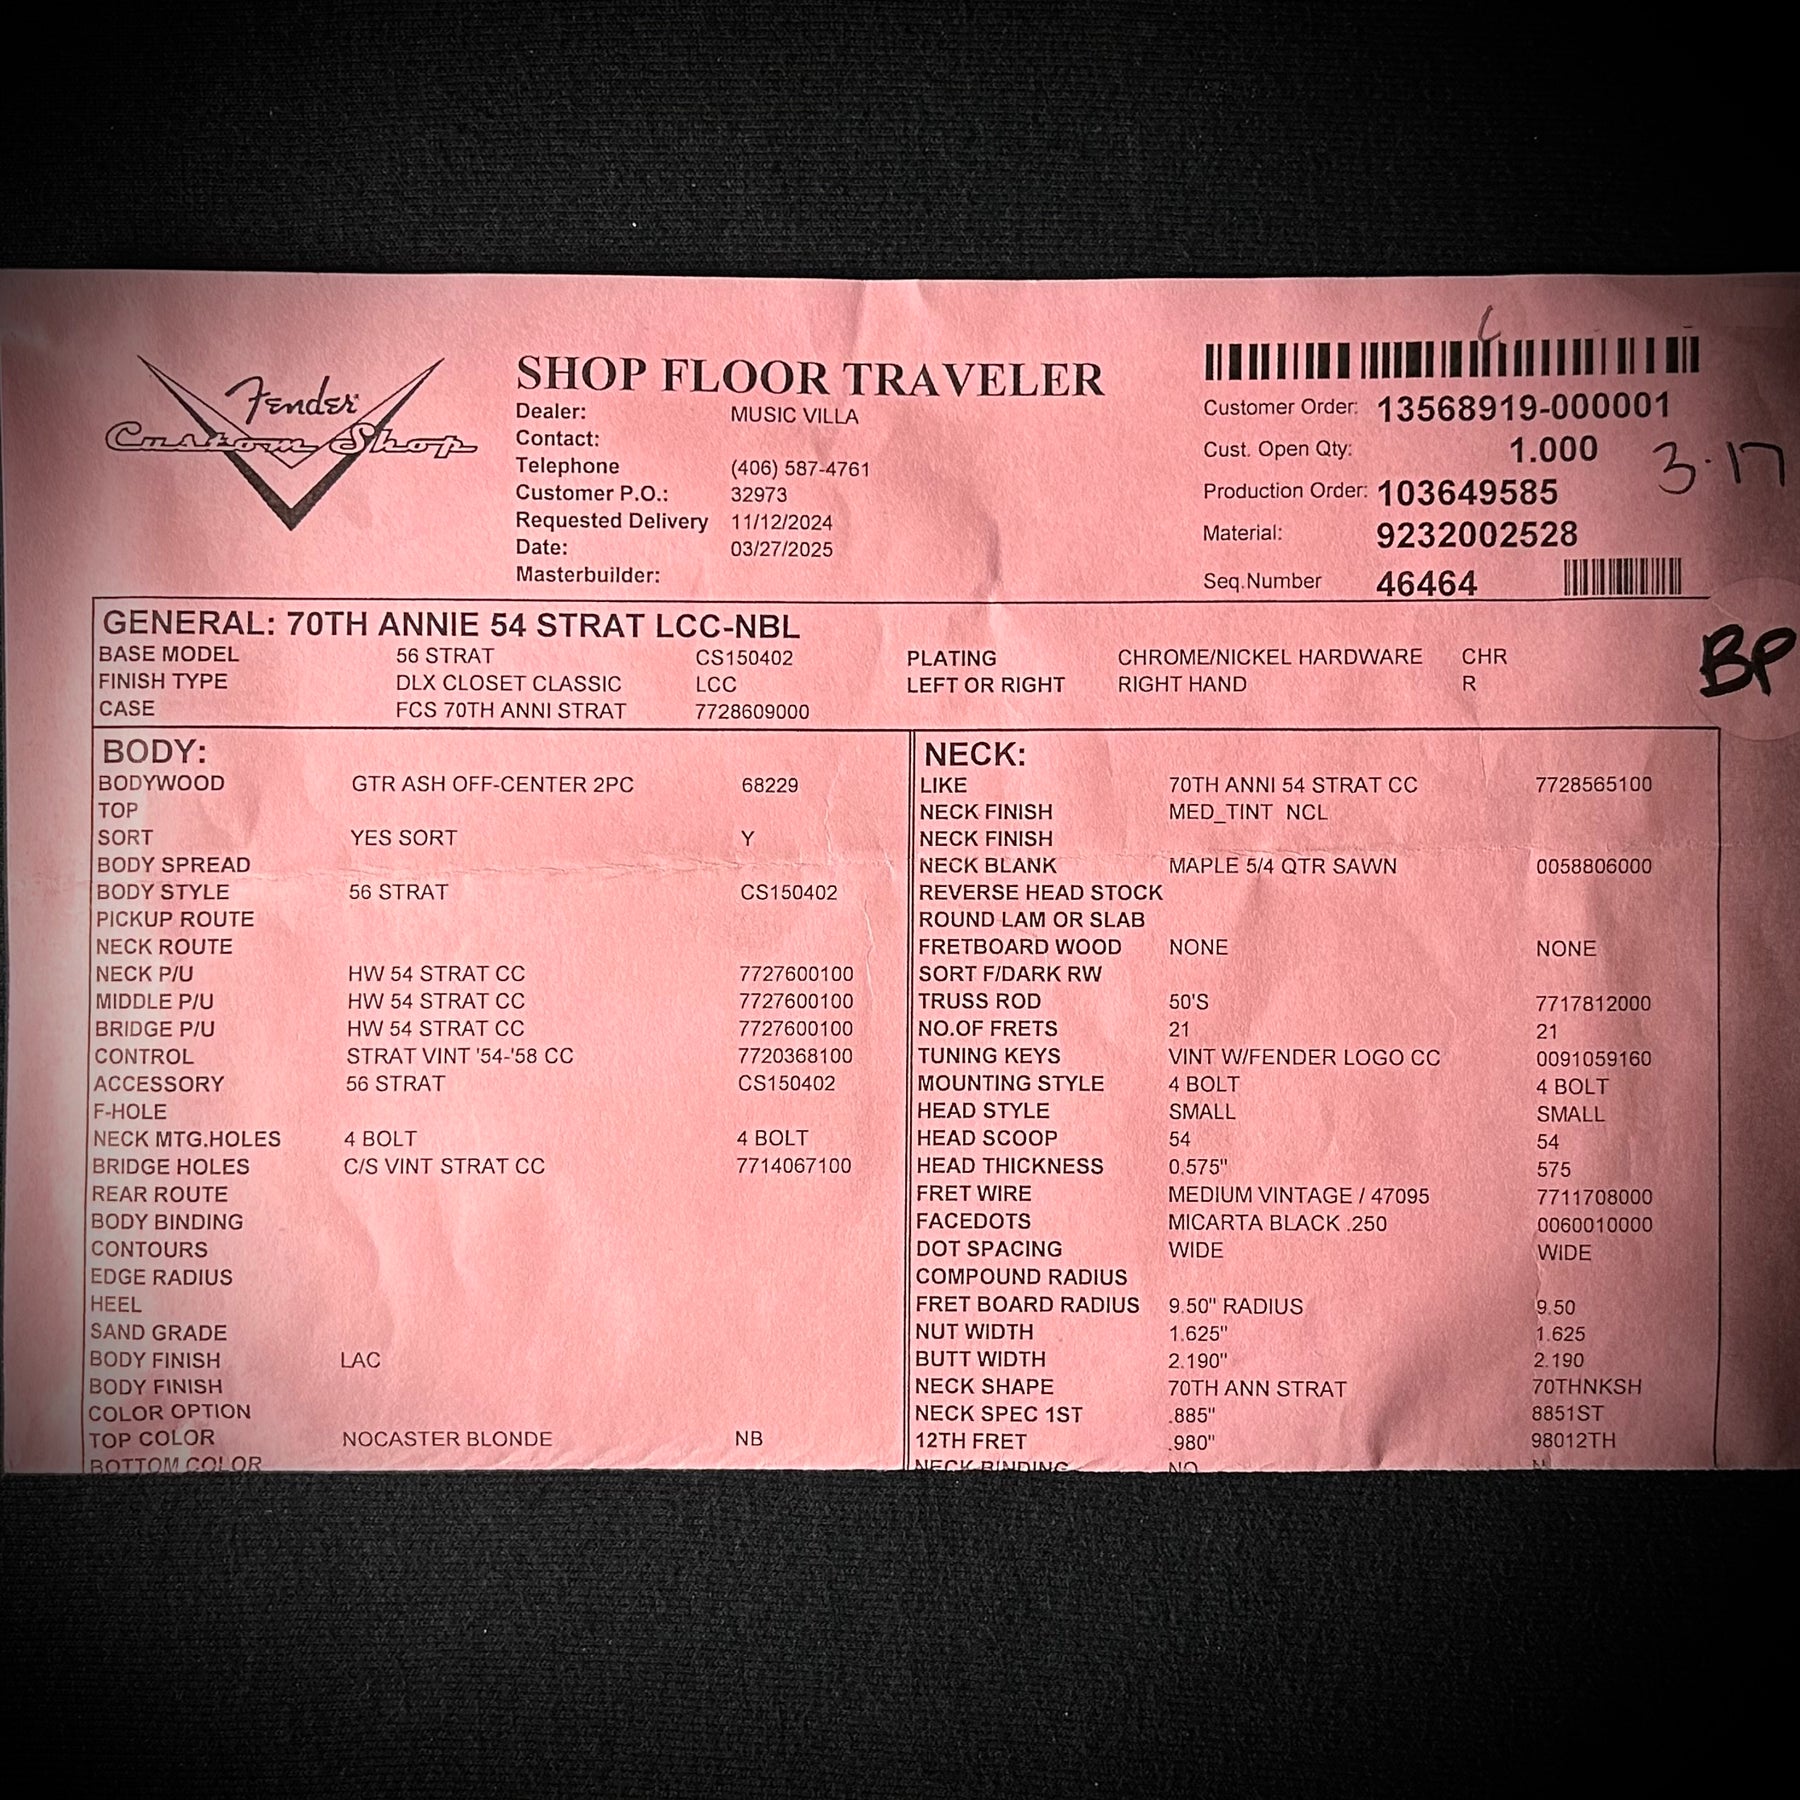 Fender
Custom Shop
SHOP FLOOR TRAVELER
Dealer: MUSIC VILLA
Contact:
Telephone (406) 587-4761
Customer P.O.: 32973
Requested Delivery 11/12/2024
Date: 03/27/2025
Masterbuilder:
Customer Order: 13568919-000001
Cust. Open Qty: 1.000
3-17
Production Order: 103649585
Material: 9232002528
Seq.Number 46464
BP
GENERAL: 70TH ANNIE 54 STRAT LCC-NBL
BASE MODEL 56 STRAT CS150402 PLATING CHROME/NICKEL HARDWARE CHR
FINISH TYPE DLX CLOSET CLASSIC LCC LEFT OR RIGHT RIGHT HAND R
CASE FCS 70TH ANNI STRAT 7728609000
BODY:
BODYWOOD GTR ASH OFF-CENTER 2PC 68229
TOP
SORT YES SORT Y
BODY SPREAD
BODY STYLE 56 STRAT CS150402
PICKUP ROUTE
NECK ROUTE
NECK P/U HW 54 STRAT CC 7727600100
MIDDLE P/U HW 54 STRAT CC 7727600100
BRIDGE P/U HW 54 STRAT CC 7727600100
CONTROL STRAT VINT '54-'58 CC 7720368100
ACCESSORY 56 STRAT CS150402
F-HOLE
NECK MTG.HOLES 4 BOLT 4 BOLT
BRIDGE HOLES C/S VINT STRAT CC 7714067100
REAR ROUTE
BODY BINDING
CONTOURS
EDGE RADIUS
HEEL
SAND GRADE
BODY FINISH LAC
BODY FINISH
COLOR OPTION
TOP COLOR NOCASTER BLONDE NB
BOTTOM COLOR
NECK:
LIKE 70TH ANNI 54 STRAT CC 7728565100
NECK FINISH MED_TINT NCL
NECK FINISH
NECK BLANK MAPLE 5/4 QTR SAWN 0058806000
REVERSE HEAD STOCK
ROUND LAM OR SLAB
FRETBOARD WOOD NONE NONE
SORT F/DARK RW
TRUSS ROD 50'S 7717812000
NO.OF FRETS 21 21
TUNING KEYS VINT W/FENDER LOGO CC 0091059160
MOUNTING STYLE 4 BOLT 4 BOLT
HEAD STYLE SMALL SMALL
HEAD SCOOP 54 54
HEAD THICKNESS 0.575" 575
FRET WIRE MEDIUM VINTAGE / 47095 7711708000
FACEDOTS MICARTA BLACK .250 0060010000
DOT SPACING WIDE WIDE
COMPOUND RADIUS
FRET BOARD RADIUS 9.50" RADIUS 9.50
NUT WIDTH 1.625" 1.625
BUTT WIDTH 2.190" 2.190
NECK SHAPE 70TH ANN STRAT 70THNKSH
NECK SPEC 1ST .885" 8851ST
12TH FRET .980" 98012TH
NECK BINDING NO